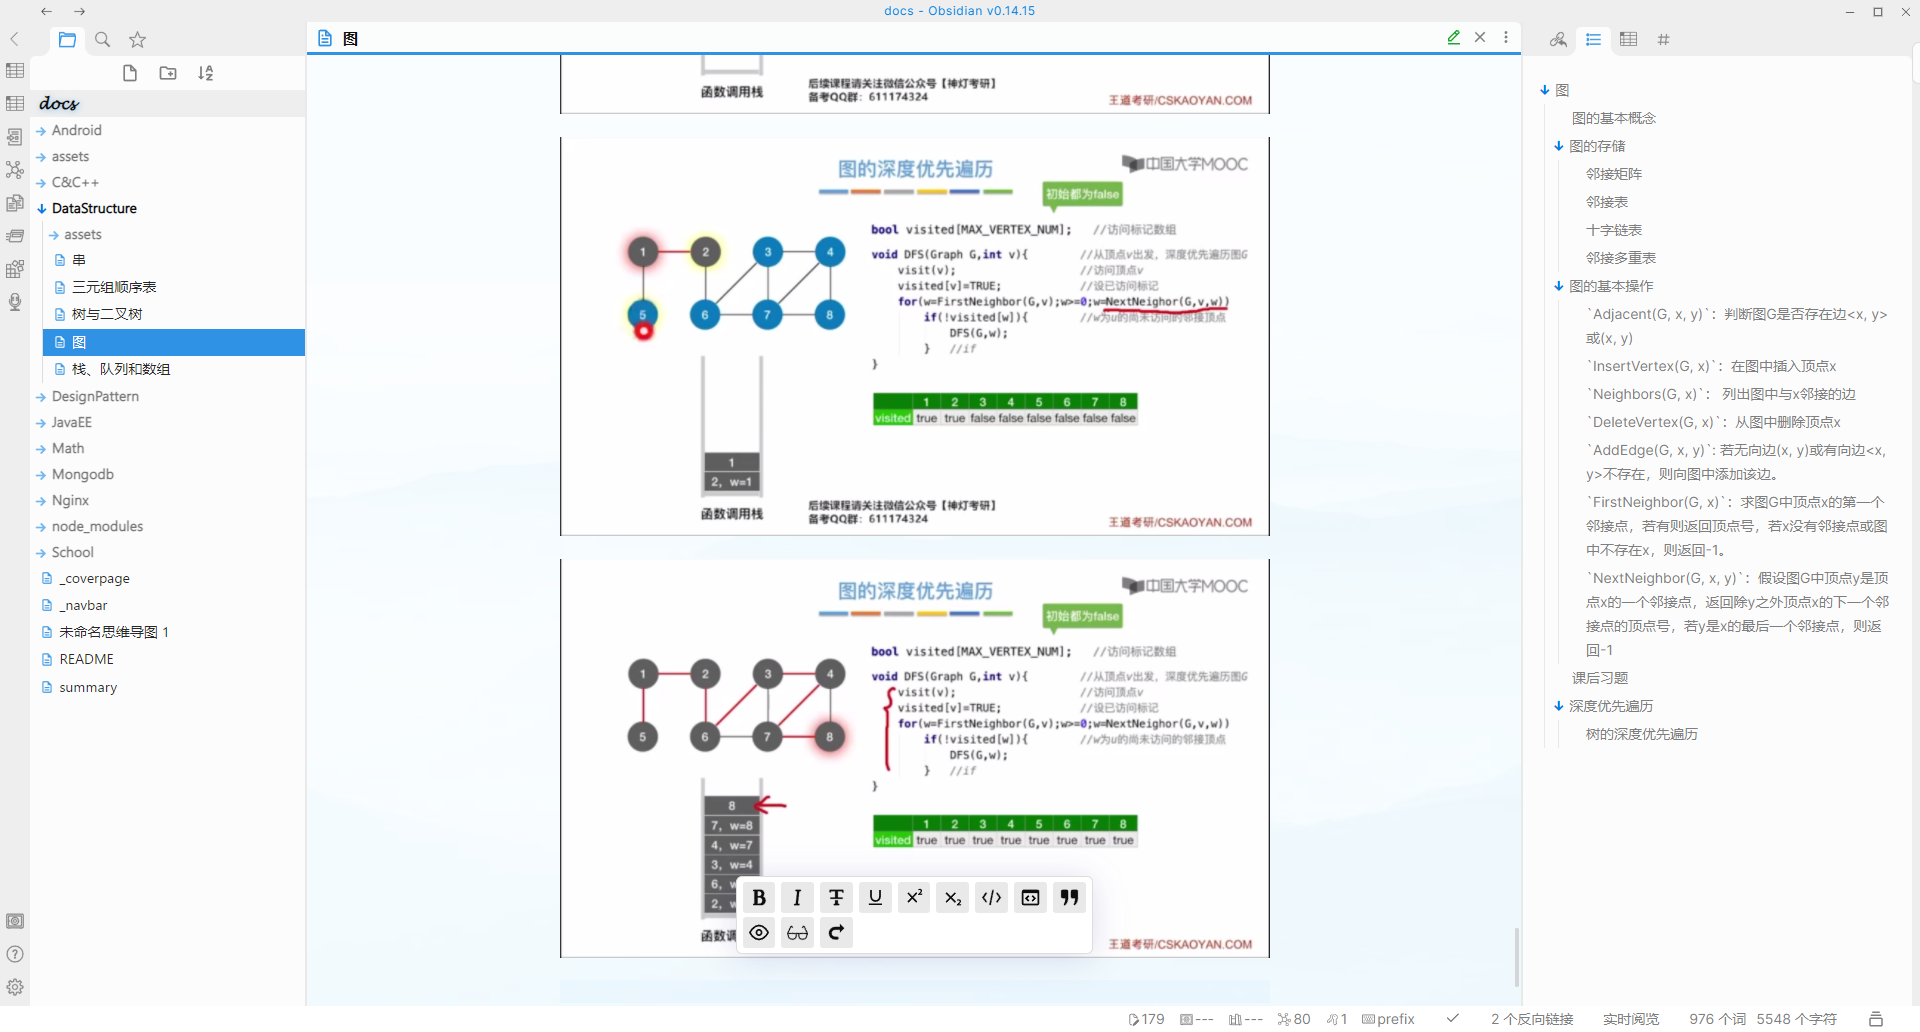 docs - Obsidian v0.14.15
图
docs
Android
assets
C&C++
DataStructure
assets
串
三元组顺序表
树与二叉树
图
栈、队列和数组
DesignPattern
JavaEE
Math
Mongodb
Nginx
node_modules
School
_coverpage
_navbar
未命名思维导图 1
README
summary
函数调用栈
后续课程请关注微信公众号【神灯考研】
备考QQ群：611174324
王道考研/CSKAOYAN.COM
图的深度优先遍历
中国大学MOOC
初始都为false
bool visited[MAX_VERTEX_NUM]; //访问标记数组
void DFS(Graph G,int v){ //从顶点v出发，深度优先遍历图G
visit(v); //访问顶点v
visited[v]=TRUE; //设已访问标记
for(w=FirstNeighbor(G,v);w>=0;w=NextNeighor(G,v,w))
if(!visited[w]){ //w为u的尚未访问的邻接顶点
DFS(G,w);
} //if
}
1 2 3 4
5 6 7 8
1 2 3 4 5 6 7 8
visited true true false false false false false false
1
2, w=1
函数调用栈
后续课程请关注微信公众号【神灯考研】
备考QQ群：611174324
王道考研/CSKAOYAN.COM
图的深度优先遍历
中国大学MOOC
初始都为false
bool visited[MAX_VERTEX_NUM]; //访问标记数组
void DFS(Graph G,int v){ //从顶点v出发，深度优先遍历图G
visit(v); //访问顶点v
visited[v]=TRUE; //设已访问标记
for(w=FirstNeighbor(G,v);w>=0;w=NextNeighor(G,v,w))
if(!visited[w]){ //w为u的尚未访问的邻接顶点
DFS(G,w);
} //if
}
1 2 3 4
5 6 7 8
1 2 3 4 5 6 7 8
visited true true true true true true true true
8
7, w=8
4, w=7
3, w=4
6, w
2, w
函数调
王道考研/CSKAOYAN.COM
图
图的基本概念
图的存储
邻接矩阵
邻接表
十字链表
邻接多重表
图的基本操作
`Adjacent(G, x, y)`：判断图G是否存在边<x, y>
或(x, y)
`InsertVertex(G, x)`：在图中插入顶点x
`Neighbors(G, x)`： 列出图中与x邻接的边
`DeleteVertex(G, x)`：从图中删除顶点x
`AddEdge(G, x, y)`: 若无向边(x, y)或有向边<x,
y>不存在，则向图中添加该边。
`FirstNeighbor(G, x)`：求图G中顶点x的第一个
邻接点，若有则返回顶点号，若x没有邻接点或图
中不存在x，则返回-1。
`NextNeighbor(G, x, y)`：假设图G中顶点y是顶
点x的一个邻接点，返回除y之外顶点x的下一个邻
接点的顶点号，若y是x的最后一个邻接点，则返
回-1
课后习题
深度优先遍历
树的深度优先遍历
179 --- --- 80 1 prefix 2 个反向链接 实时阅览 976 个词 5548 个字符